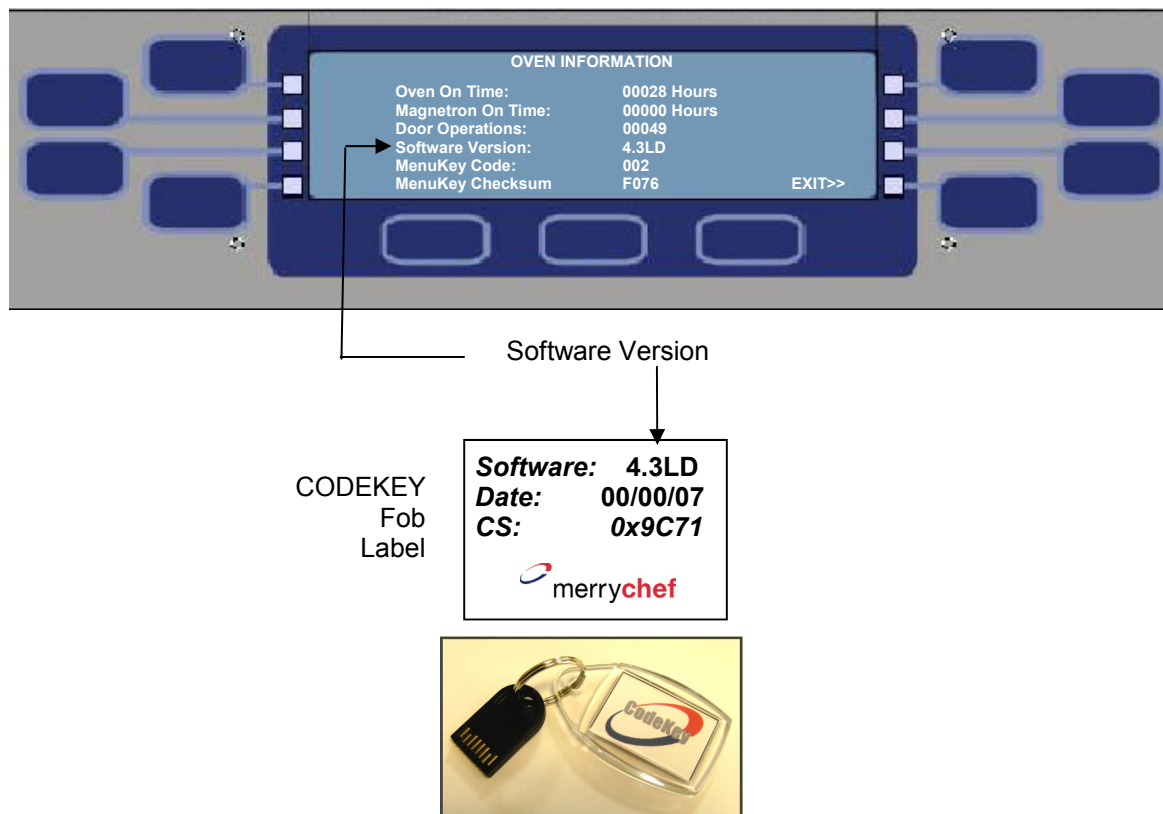 OVEN INFORMATION
Oven On Time: 00028 Hours
Magnetron On Time: 00000 Hours
Door Operations: 00049
Software Version: 4.3LD
MenuKey Code: 002
MenuKey Checksum F076 EXIT>>
Software Version
CODEKEY
Fob
Label
Software: 4.3LD
Date: 00/00/07
CS: 0x9C71
merrychef
CodeKey